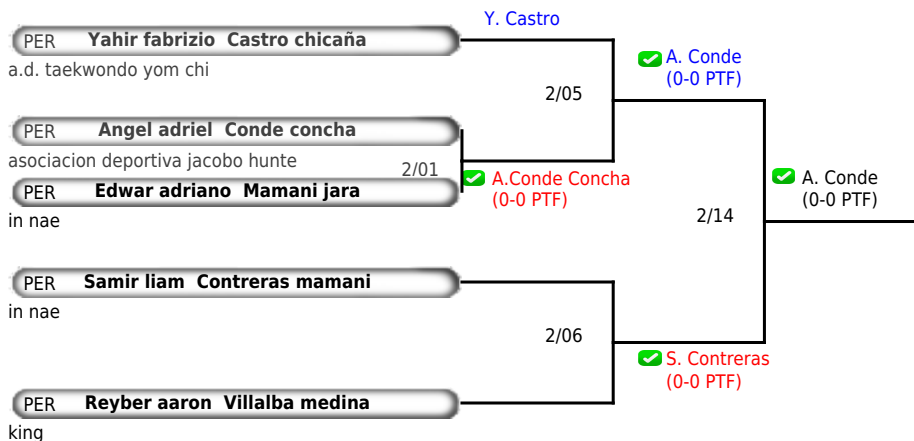 Y. Castro
PER Yahir fabrizio Castro chicaña
a.d. taekwondo yom chi
A. Conde
(0-0 PTF)
2/05
PER Angel adriel Conde concha
asociacion deportiva jacobo hunte
2/01
A.Conde Concha
(0-0 PTF)
PER Edwar adriano Mamani jara
in nae
A. Conde
(0-0 PTF)
2/14
PER Samir liam Contreras mamani
in nae
2/06
S. Contreras
(0-0 PTF)
PER Reyber aaron Villalba medina
king